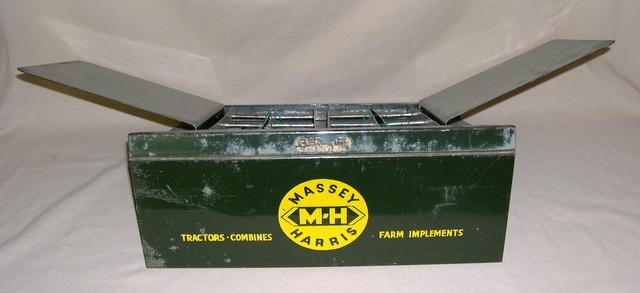 MASSEY
M-H
HARRIS
TRACTORS · COMBINES
FARM IMPLEMENTS